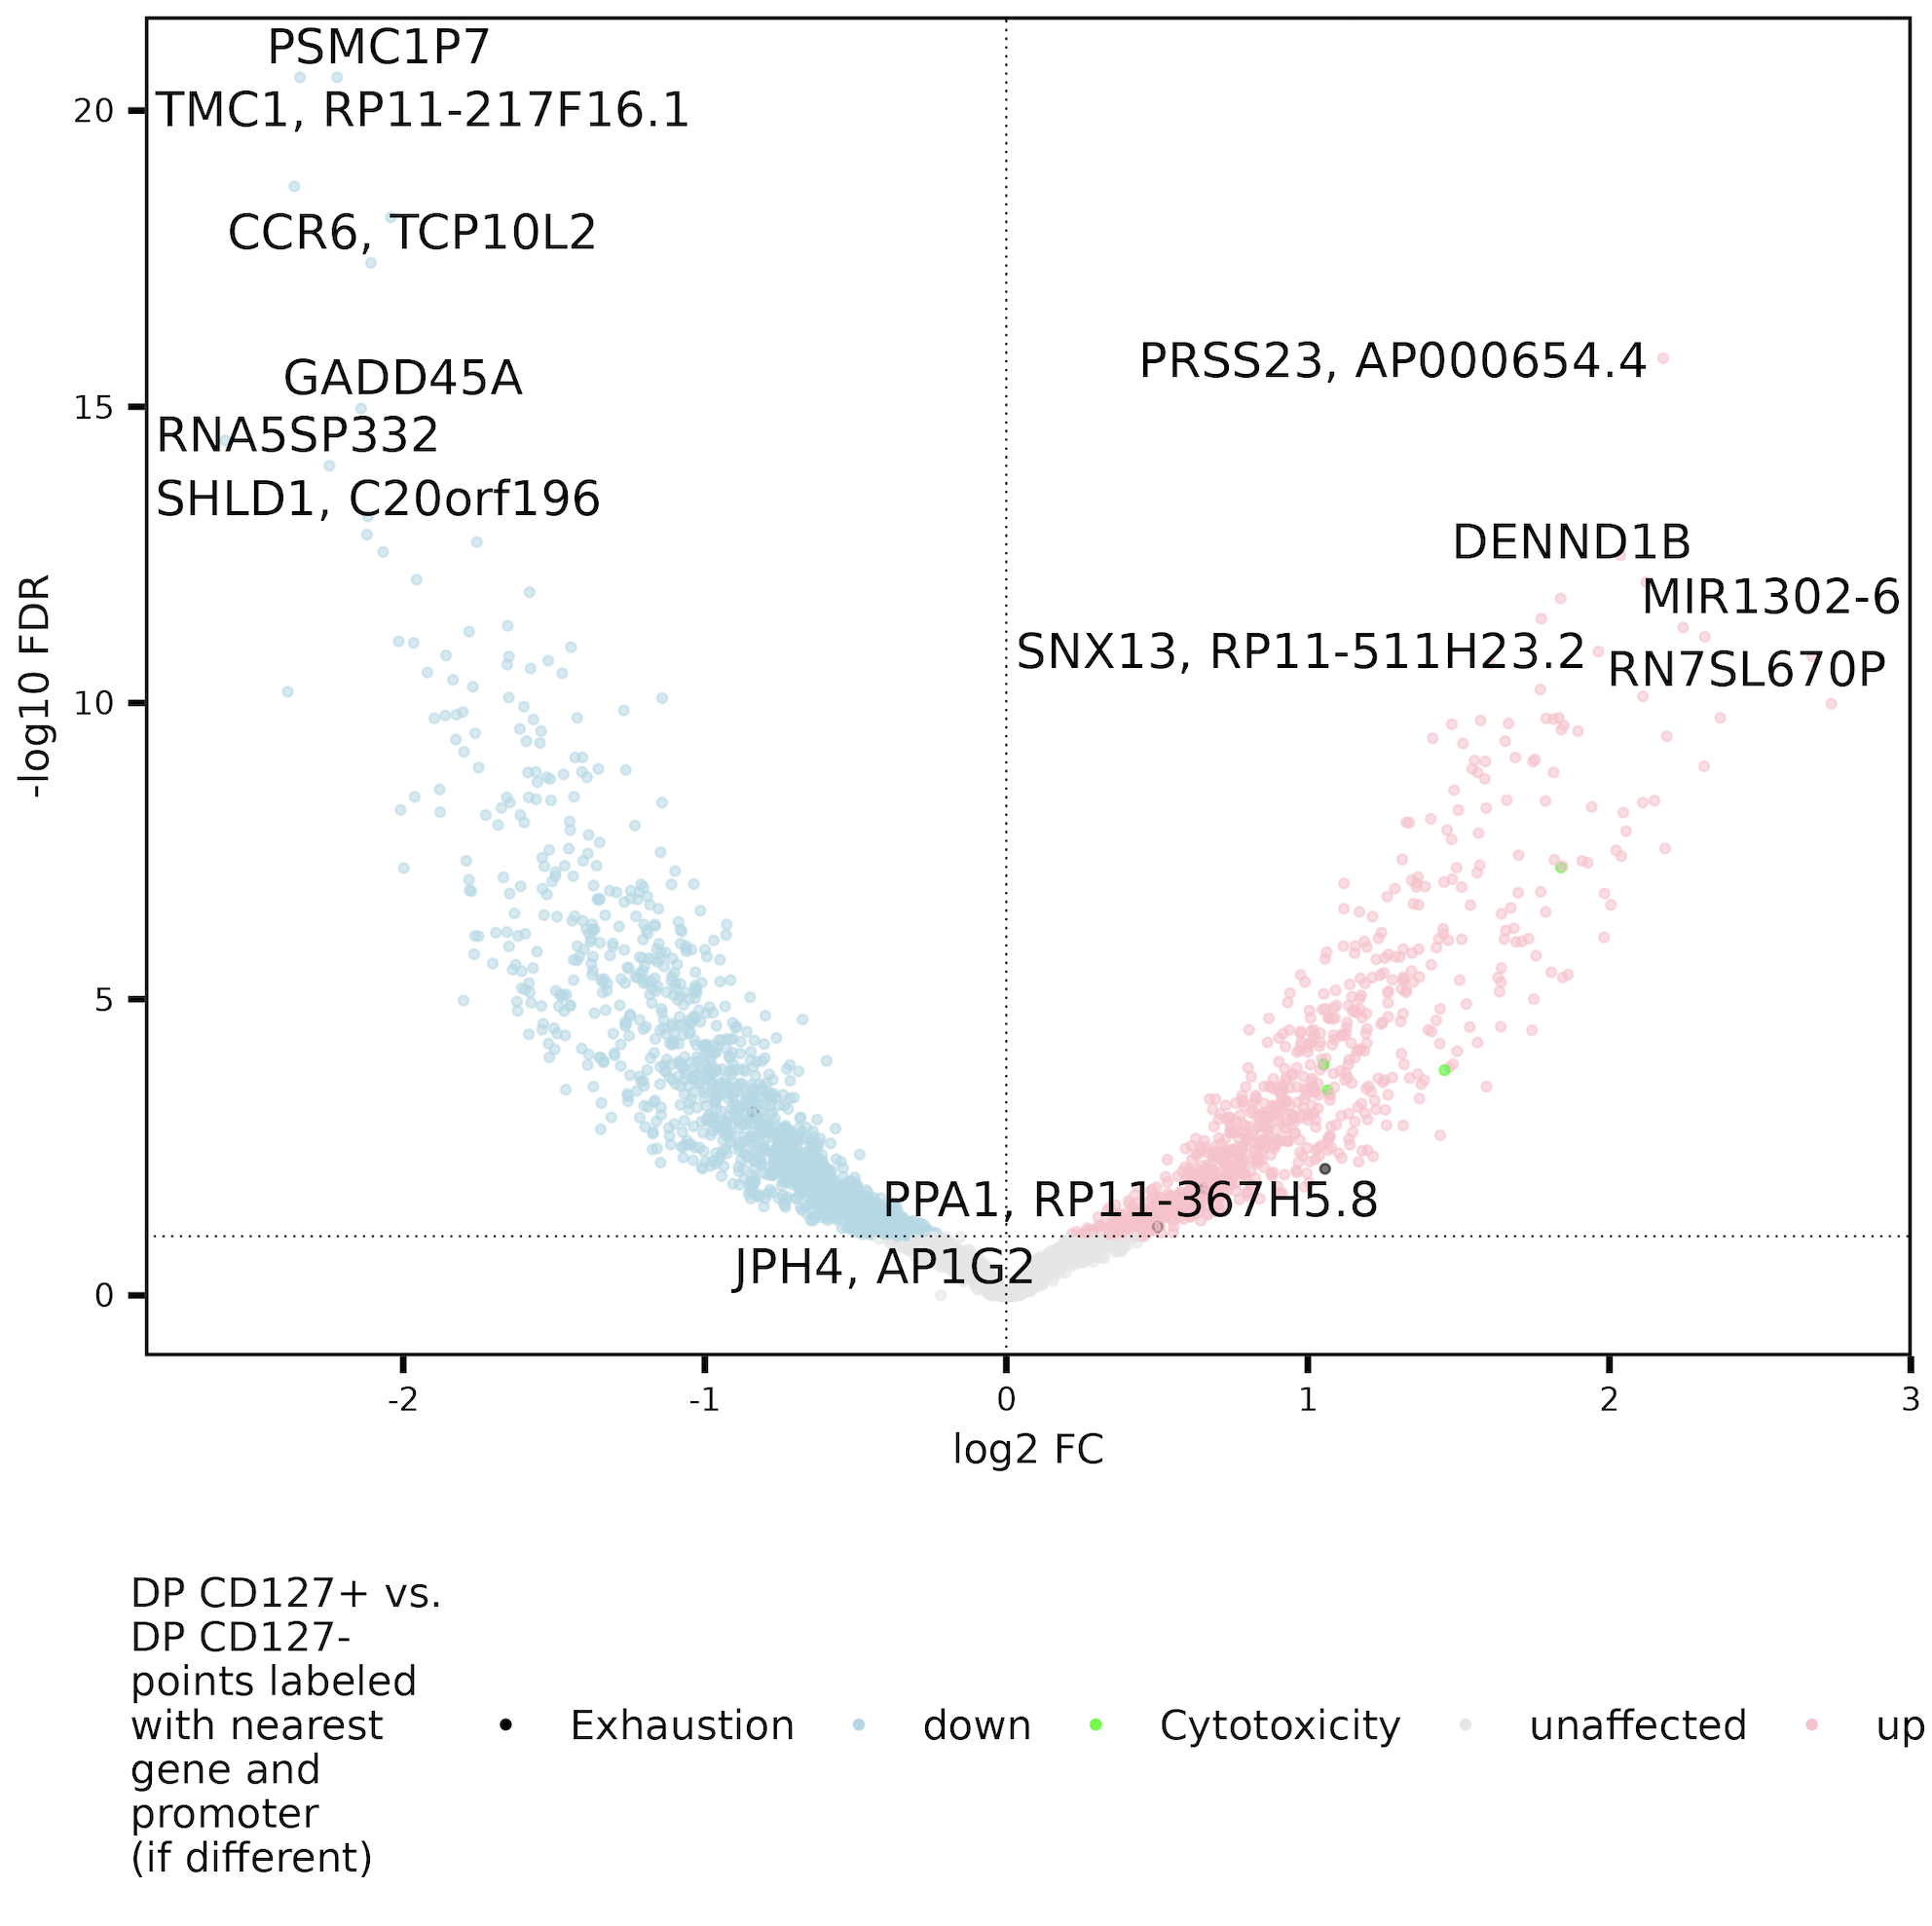 PSMC1P7
20
TMC1, RP11-217F16.1
CCR6, TCP10L2
PRSS23, AP000654.4
GADD45A
15
RNA5SP332
SHLD1, C20orf196
DENND1B
MIR1302-6
SNX13, RP11-511H23.2
RN7SL670P
-log10 FDR
10
5
PPA1, RP11-367H5.8
JPH4, AP1G2
0
-2 -1 0 1 2 3
log2 FC
DP CD127+ vs.
DP CD127-
points labeled
with nearest
gene and
promoter
(if different)
Exhaustion down Cytotoxicity unaffected up